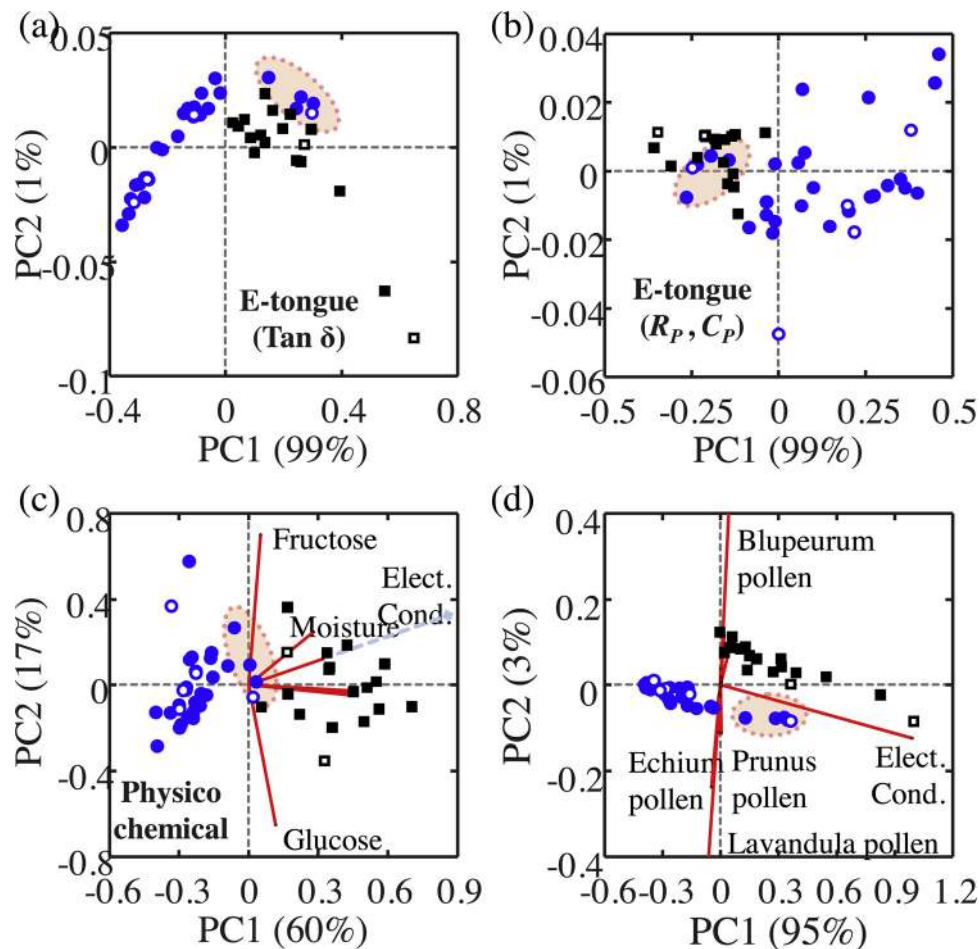 (a)
0.05
0
-0.05
-0.1
PC2 (1%)
E-tongue
(Tan δ)
-0.4
0
0.4
0.8
PC1 (99%)
(b)
0.04
0.02
0
-0.02
-0.04
-0.06
PC2 (1%)
E-tongue
(R_P , C_P)
-0.5
-0.25
0
0.25
0.5
PC1 (99%)
(c)
0.8
0.4
0
-0.4
-0.8
PC2 (17%)
Fructose
Elect.
Cond.
Moisture
Physico
chemical
Glucose
-0.6
-0.3
0
0.3
0.6
0.9
PC1 (60%)
(d)
0.4
0.2
0
-0.2
-0.4
PC2 (3%)
Blupeurum
pollen
Echium
pollen
Prunus
pollen
Elect.
Cond.
Lavandula pollen
-0.6
-0.3
0
0.3
0.6
0.9
1.2
PC1 (95%)